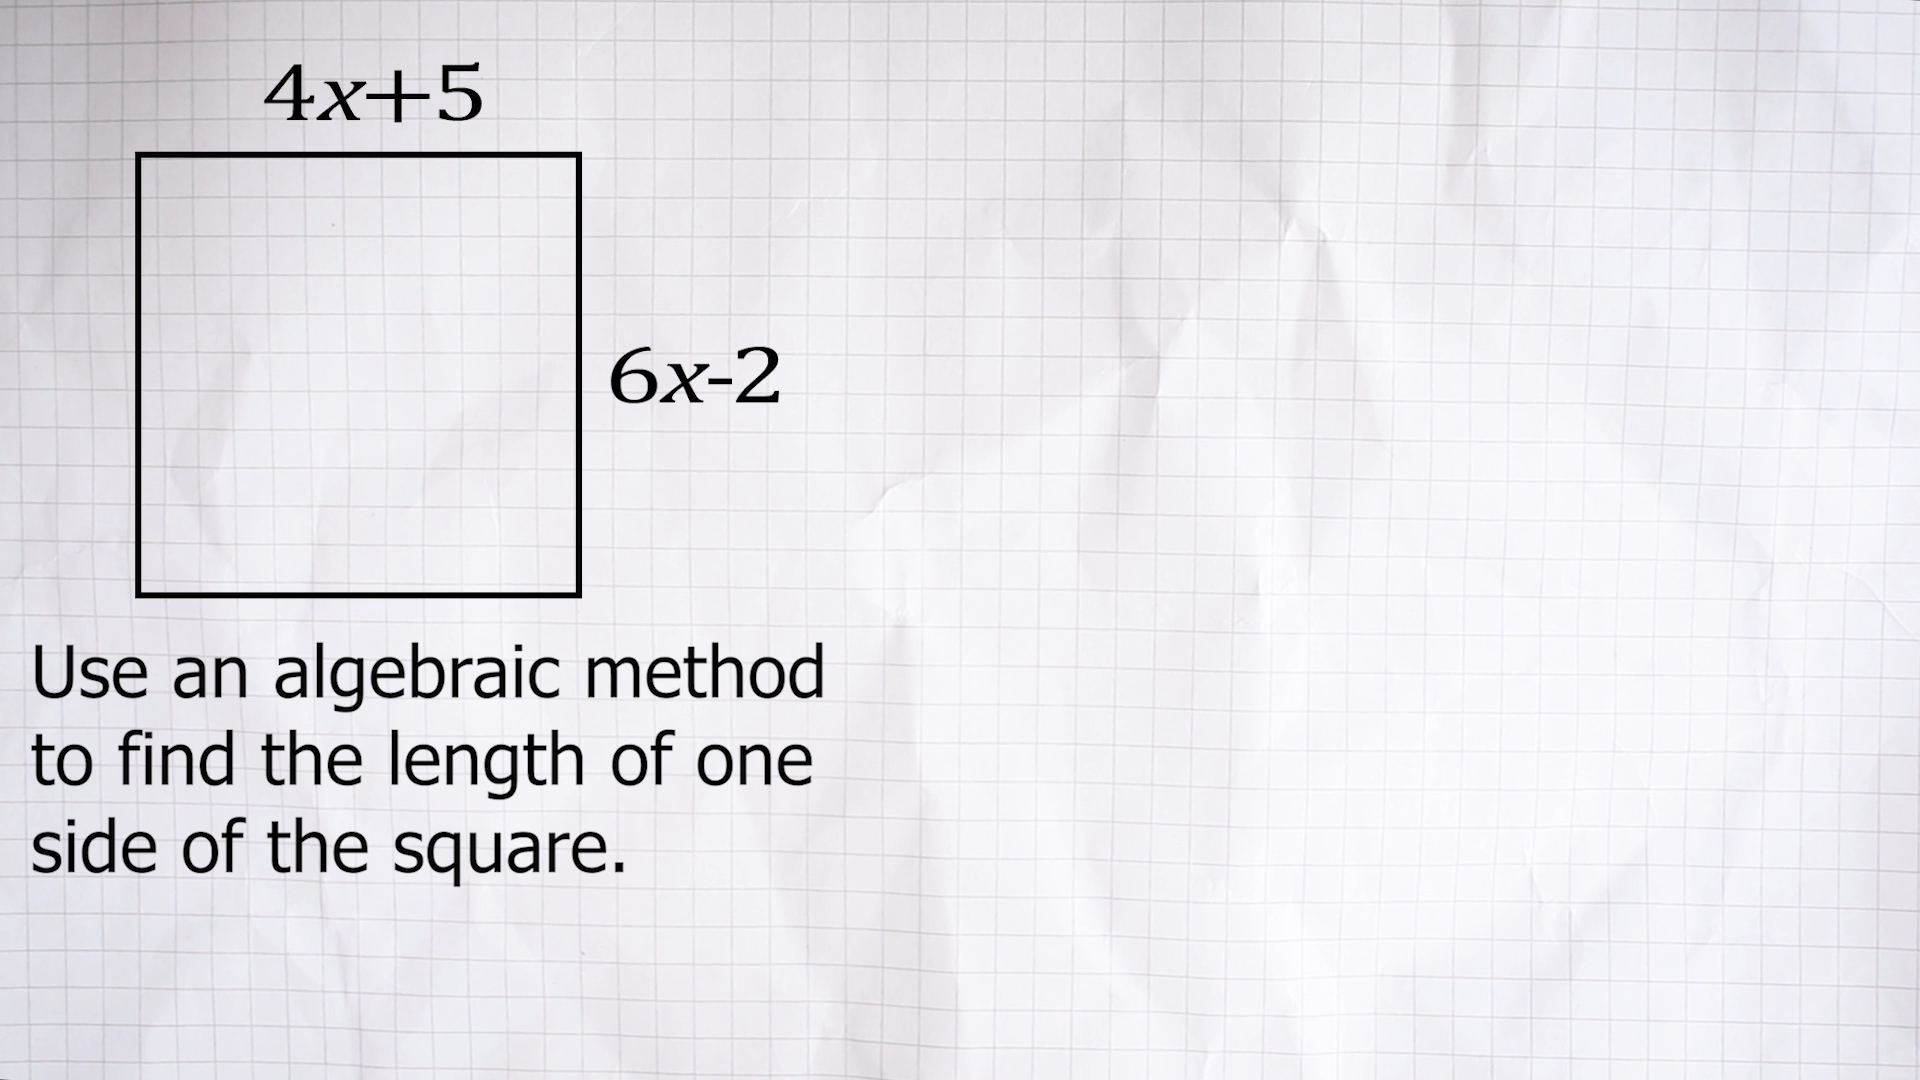 4x+5
6x-2
Use an algebraic method
to find the length of one
side of the square.